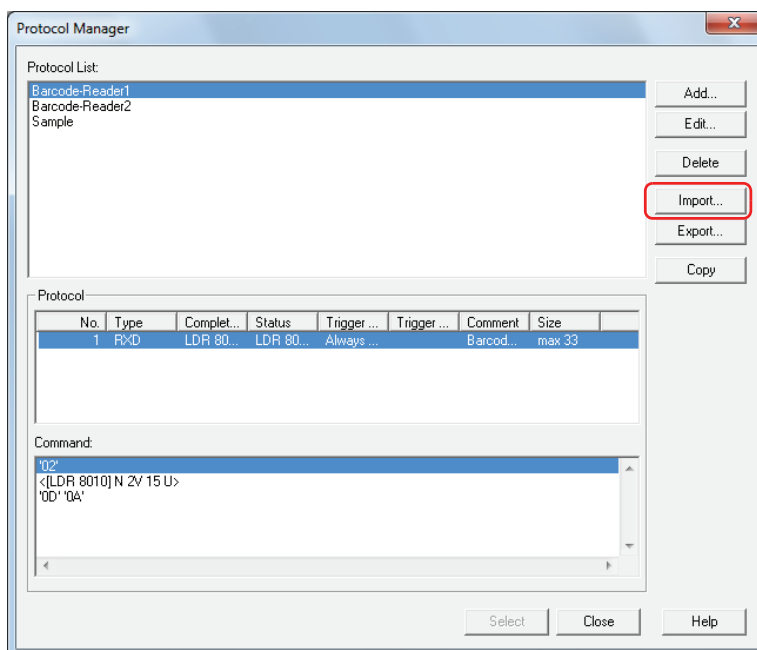 Protocol Manager
x
Protocol List:
Barcode-Reader1
Barcode-Reader2
Sample
Add...
Edit...
Delete
Import...
Export...
Copy
Protocol
No. Type Complet... Status Trigger ... Trigger ... Comment Size
1 RXD LDR 80... LDR 80... Always ... Barcod... max 33
Command:
'02'
<[LDR 8010] N 2V 15 U>
'0D' '0A'
Select Close Help